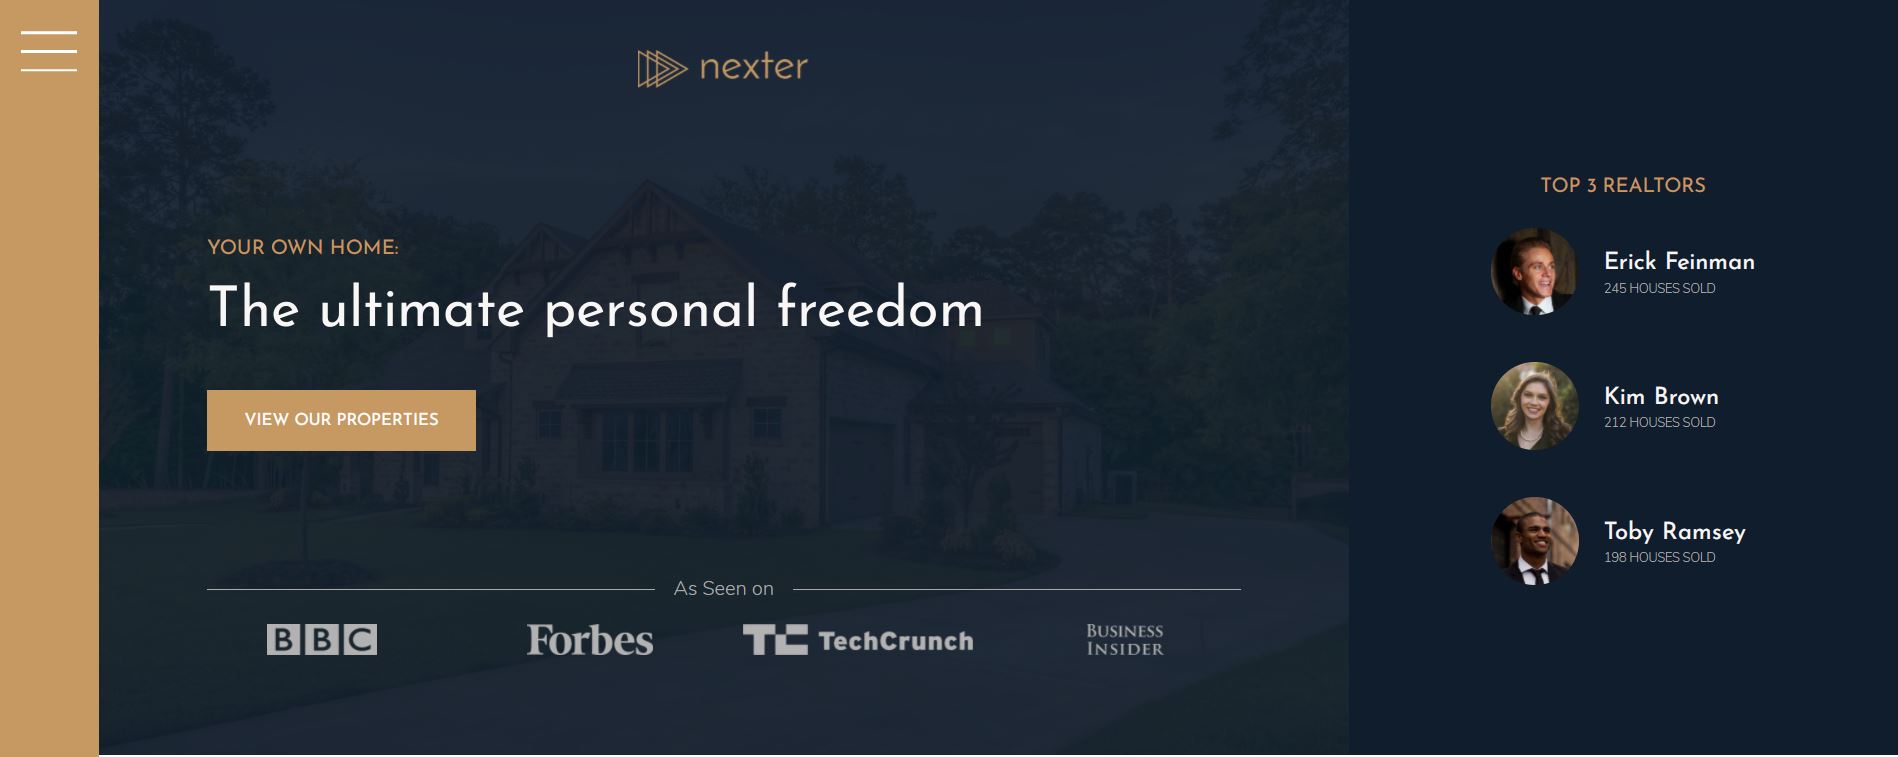 nexter
YOUR OWN HOME:
The ultimate personal freedom
VIEW OUR PROPERTIES
As Seen on
BBC
Forbes
TC TechCrunch
BUSINESS
INSIDER
TOP 3 REALTORS
Erick Feinman
245 HOUSES SOLD
Kim Brown
212 HOUSES SOLD
Toby Ramsey
198 HOUSES SOLD